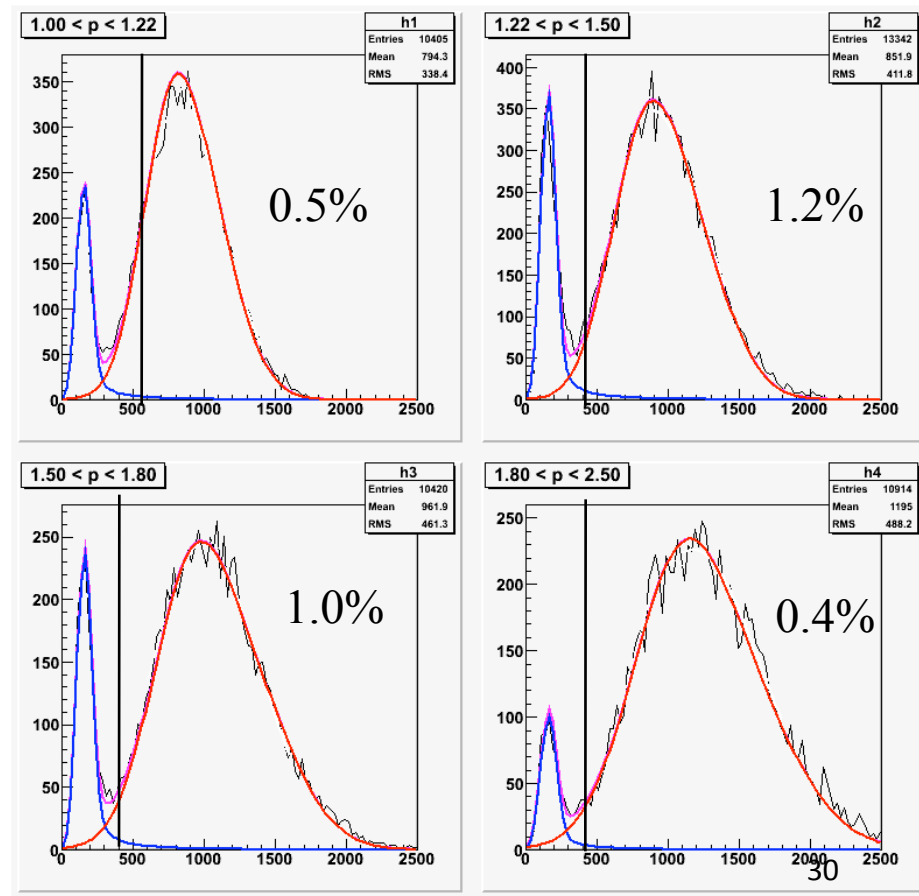 1.00 < p < 1.22
h1
Entries 10405
Mean 794.3
RMS 338.4
350
300
250
200
150
100
50
0
0 500 1000 1500 2000 2500
0.5%
1.22 < p < 1.50
h2
Entries 13342
Mean 851.9
RMS 411.8
400
350
300
250
200
150
100
50
0
0 500 1000 1500 2000 2500
1.2%
1.50 < p < 1.80
h3
Entries 10420
Mean 961.9
RMS 461.3
250
200
150
100
50
0
0 500 1000 1500 2000 2500
1.0%
1.80 < p < 2.50
h4
Entries 10914
Mean 1195
RMS 488.2
250
200
150
100
50
0
0 500 1000 1500 2000 2500
0.4%
30